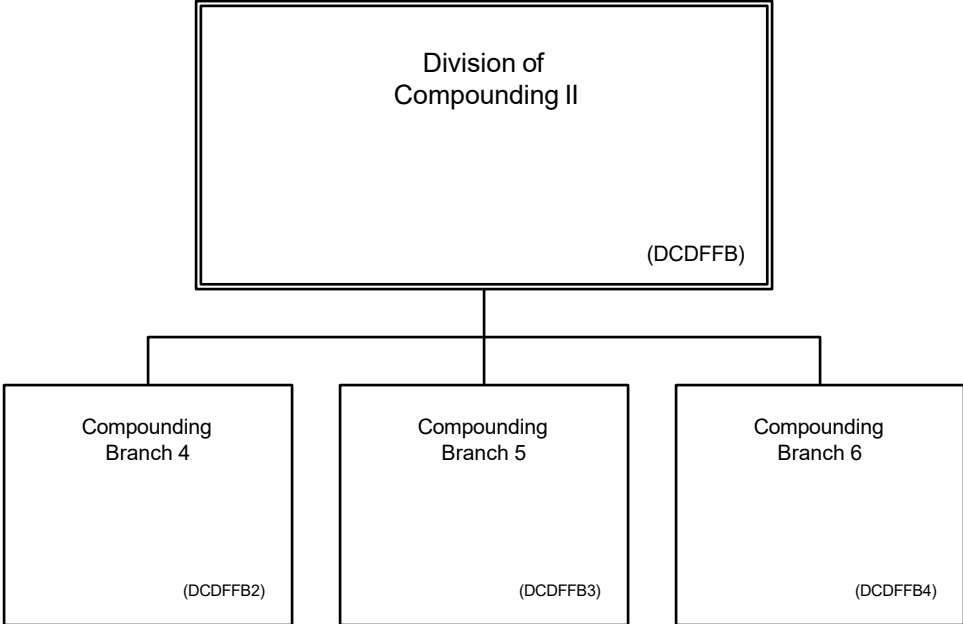 Division of
Compounding II
(DCDFFB)
Compounding
Branch 4
(DCDFFB2)
Compounding
Branch 5
(DCDFFB3)
Compounding
Branch 6
(DCDFFB4)